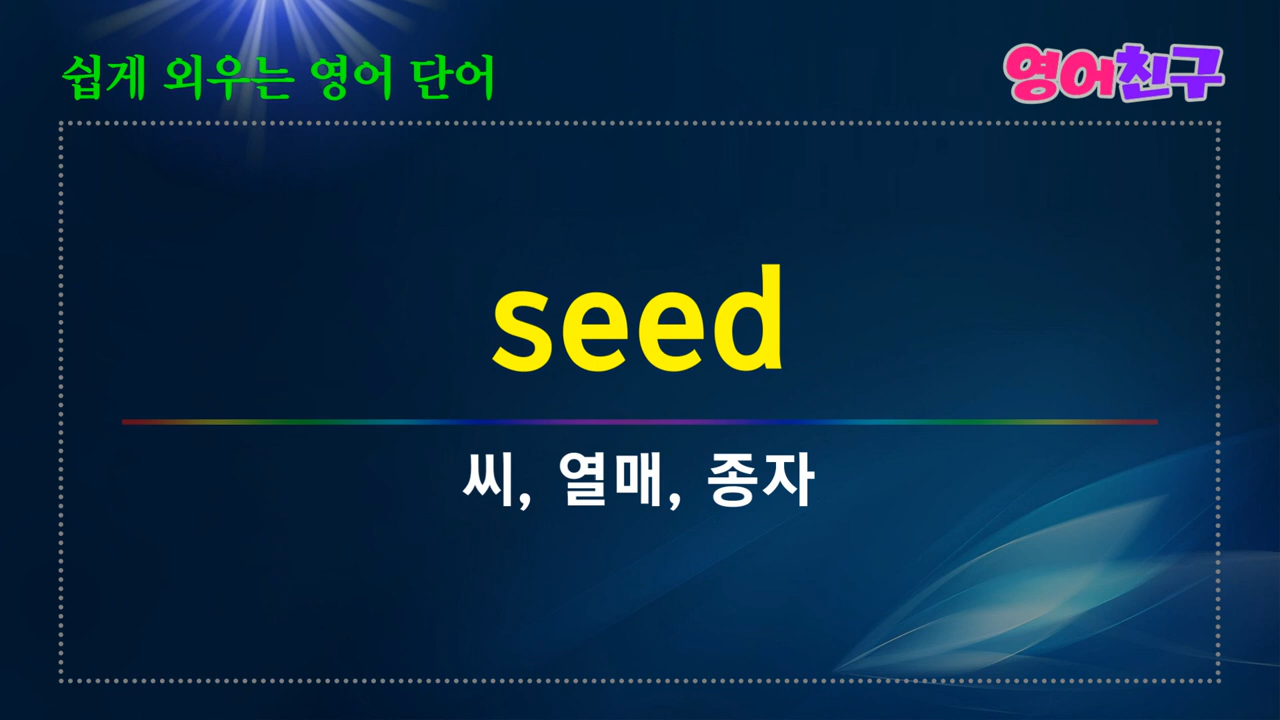 쉽게 외우는 영어 단어
영어친구
seed
씨, 열매, 종자